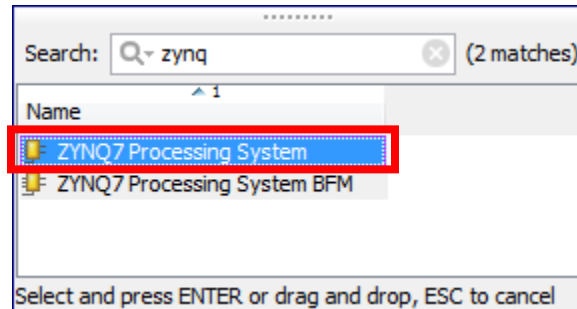 Search: zynq (2 matches)
1
Name
ZYNQ7 Processing System
ZYNQ7 Processing System BFM
Select and press ENTER or drag and drop, ESC to cancel